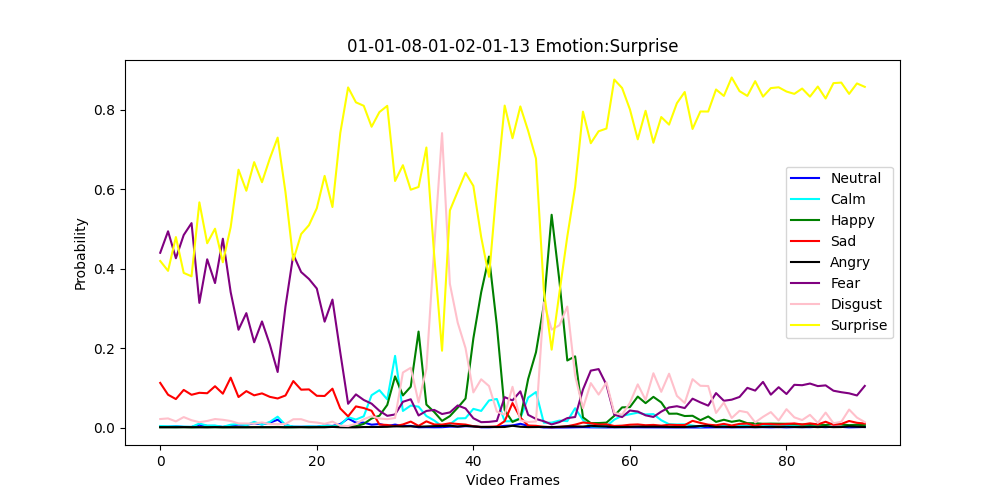 01-01-08-01-02-01-13 Emotion:Surprise
Probability
0.8
0.6
0.4
0.2
0.0
0 20 40 60 80
Video Frames
Neutral
Calm
Happy
Sad
Angry
Fear
Disgust
Surprise